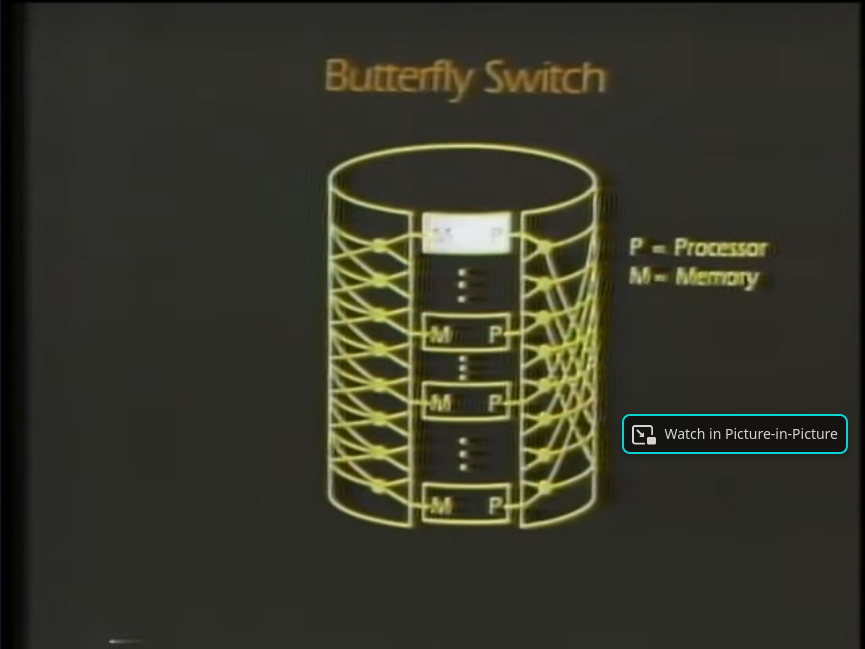 Butterfly Switch
M P
P = Processor
M = Memory
M P
M P
Watch in Picture-in-Picture
M P